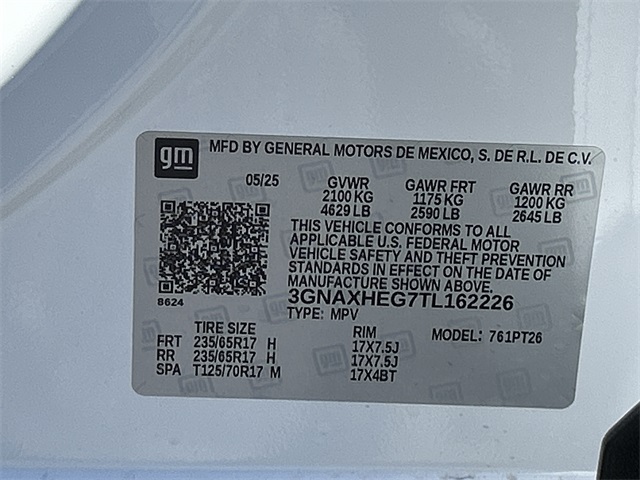 gm MFD BY GENERAL MOTORS DE MEXICO, S. DE R.L. DE C.V.
05/25 GVWR GAWR FRT GAWR RR
2100 KG 1175 KG 1200 KG
4629 LB 2590 LB 2645 LB
THIS VEHICLE CONFORMS TO ALL
APPLICABLE U.S. FEDERAL MOTOR
VEHICLE SAFETY AND THEFT PREVENTION
STANDARDS IN EFFECT ON THE DATE OF
MANUFACTURE SHOWN ABOVE.
8624 3GNAXHEG7TL162226
TYPE: MPV
TIRE SIZE RIM MODEL: 761PT26
FRT 235/65R17 H 17X7.5J
RR 235/65R17 H 17X7.5J
SPA T125/70R17 M 17X4BT